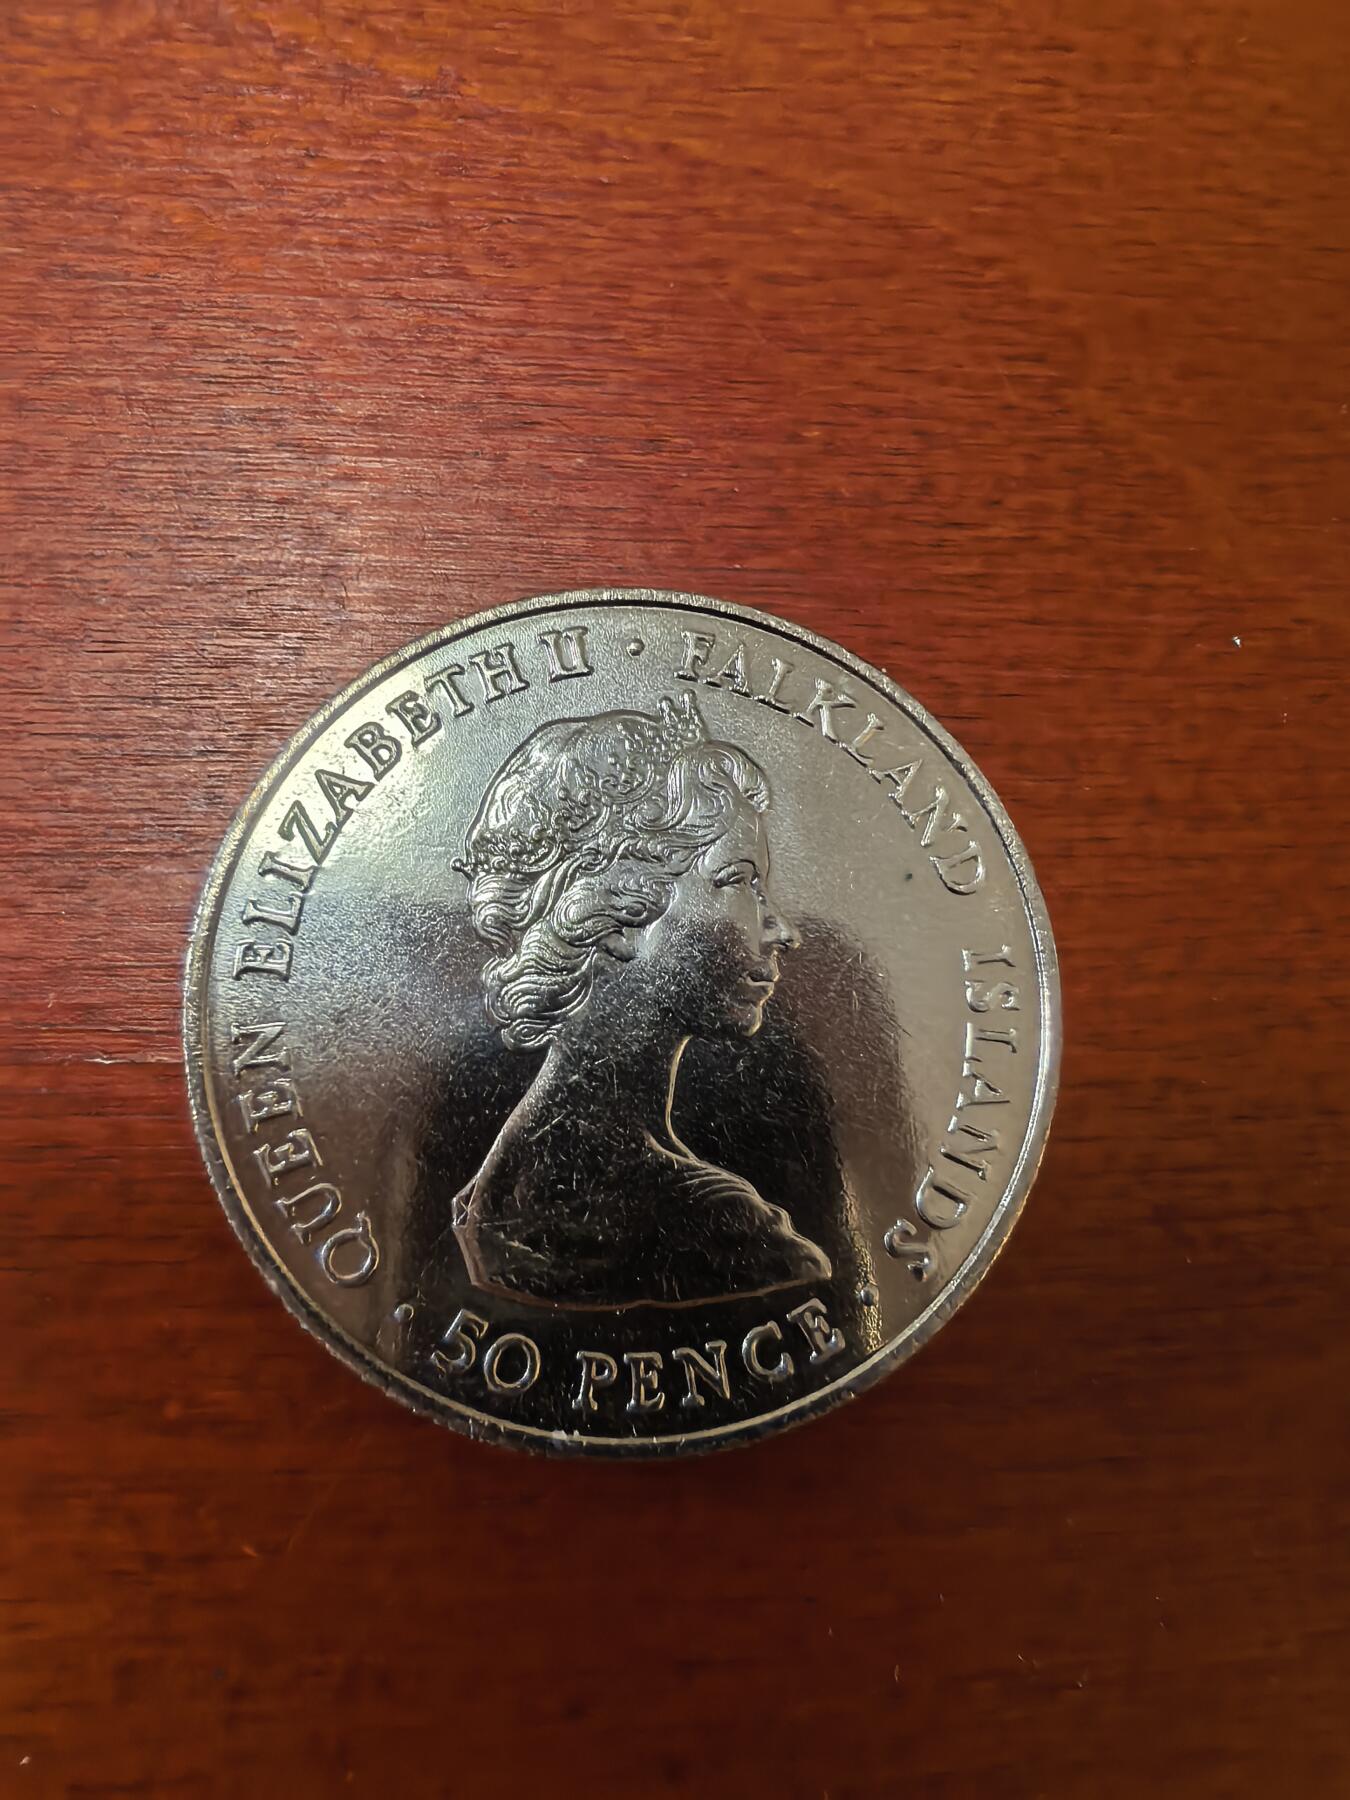 QUEEN ELIZABETH II · FALKLAND ISLANDS
· 50 PENCE ·